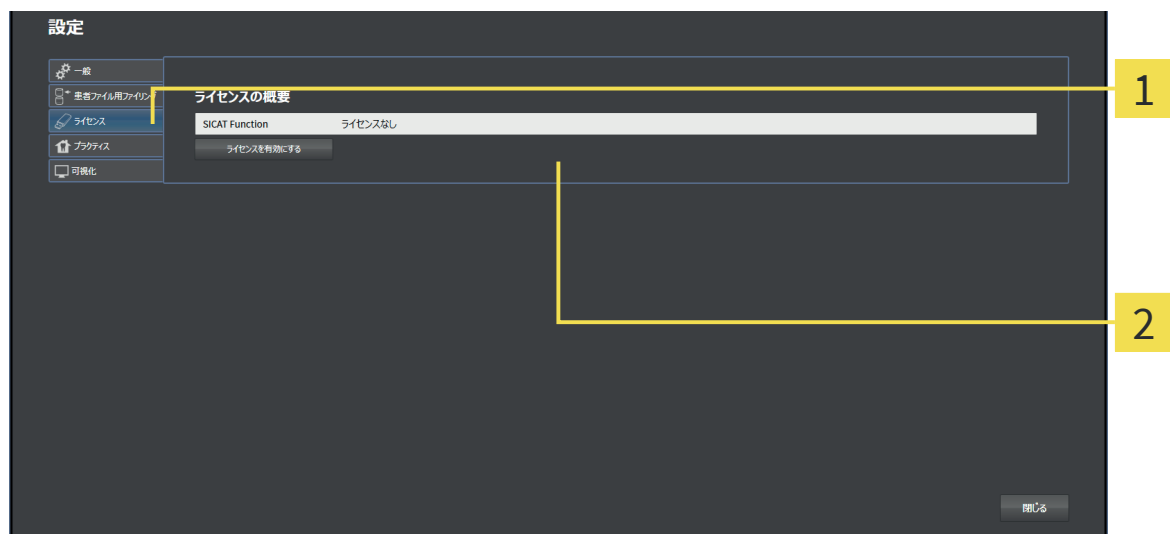 設定
一般
患者ファイル用ファイリング
ライセンス
プラクティス
可視化
ライセンスの概要
SICAT Function ライセンスなし
ライセンスを有効にする
閉じる
1
2